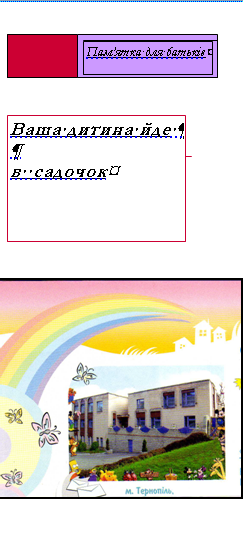 Пам'ятка для батьків
Ваша дитина йде
в садочок
м. Тернопіль,